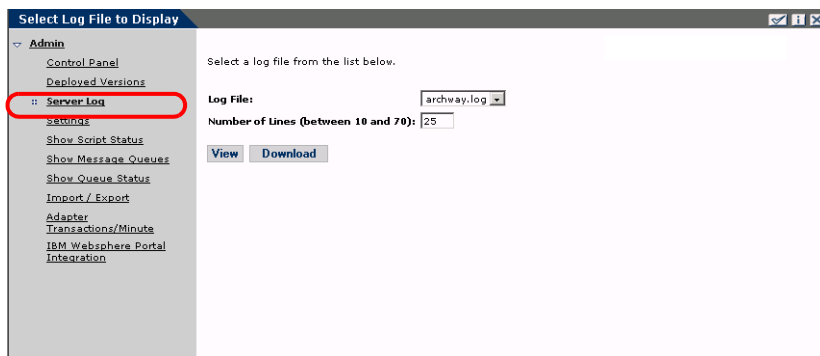 Select Log File to Display
Admin
Control Panel
Deployed Versions
Server Log
Settings
Show Script Status
Show Message Queues
Show Queue Status
Import / Export
Adapter
Transactions/Minute
IBM Websphere Portal
Integration
Select a log file from the list below.
Log File: archway.log
Number of Lines (between 10 and 70): 25
View Download